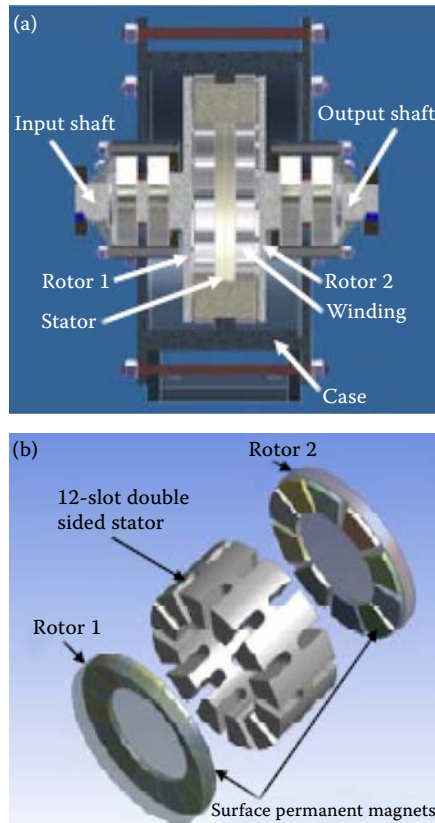 (a)
Input shaft
Output shaft
Rotor 1
Rotor 2
Stator
Winding
Case
(b)
Rotor 2
12-slot double
sided stator
Rotor 1
Surface permanent magnets